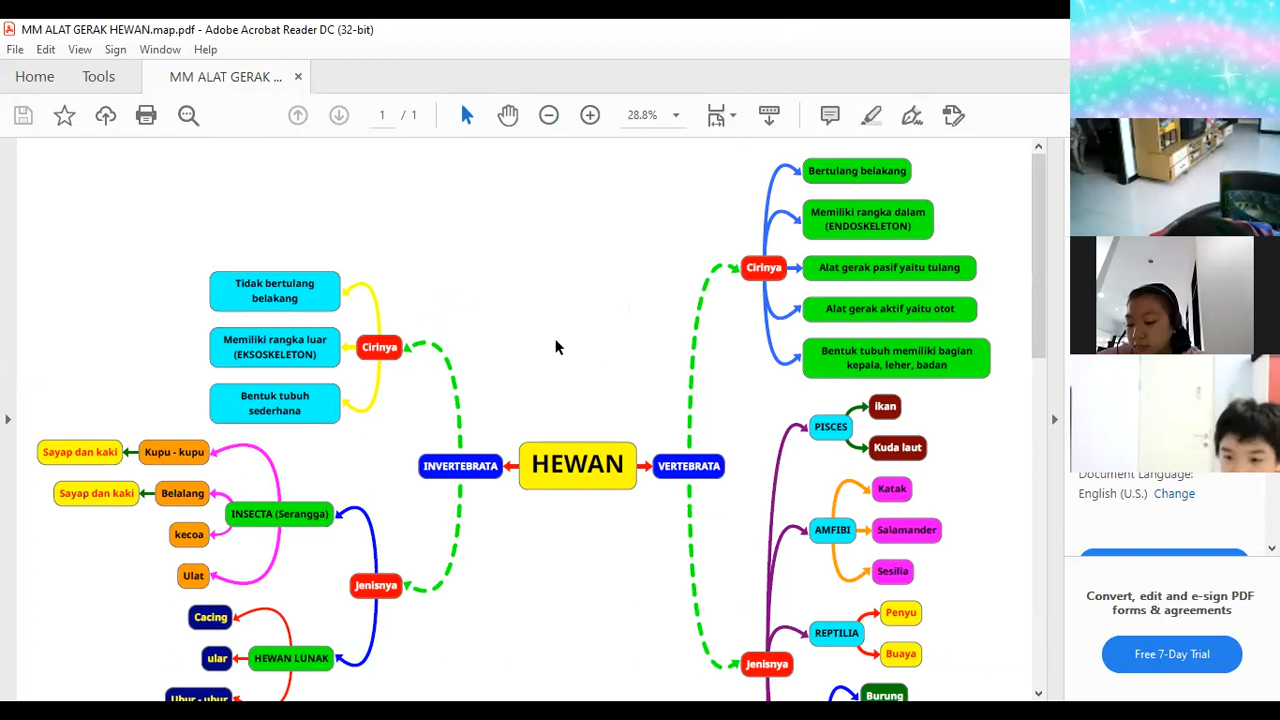 MM ALAT GERAK HEWAN.map.pdf - Adobe Acrobat Reader DC (32-bit)
File Edit View Sign Window Help
Home Tools MM ALAT GERAK ... ×
1 / 1 28.8%
Bertulang belakang
Memiliki rangka dalam
(ENDOSKELETON)
Cirinya
Alat gerak pasif yaitu tulang
Alat gerak aktif yaitu otot
Bentuk tubuh memiliki bagian
kepala, leher, badan
Tidak bertulang
belakang
Memiliki rangka luar
(EKSOSKELETON)
Cirinya
Bentuk tubuh
sederhana
ikan
PISCES
Kuda laut
Sayap dan kaki
Kupu - kupu
INVERTEBRATA
HEWAN
VERTEBRATA
Sayap dan kaki
Belalang
INSECTA (Serangga)
kecoa
Ulat
Jenisnya
Katak
AMFIBI
Salamander
Sesilia
Cacing
ular
HEWAN LUNAK
Ubur - ubur
Penyu
REPTILIA
Buaya
Jenisnya
Burung
Document Language:
English (U.S.) Change
Convert, edit and e-sign PDF
forms & agreements
Free 7-Day Trial